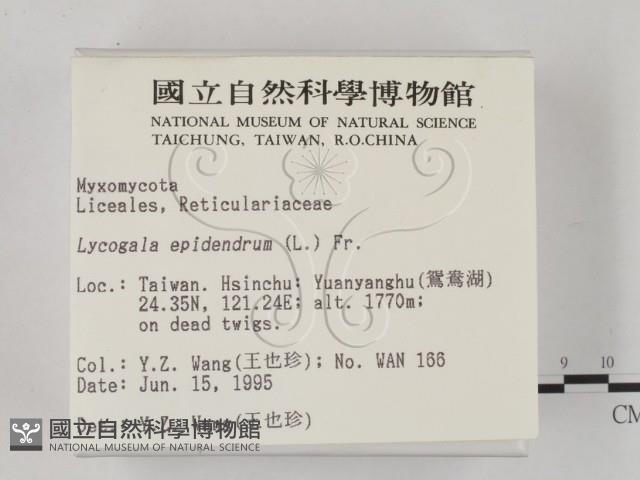 國立自然科學博物館
NATIONAL MUSEUM OF NATURAL SCIENCE
TAICHUNG, TAIWAN, R.O.CHINA
Myxomycota
Liceales, Reticulariaceae
Lycogala epidendrum (L.) Fr.
Loc.: Taiwan. Hsinchu: Yuanyanghu(鴛鴦湖)
24.35N, 121.24E; alt. 1770m;
on dead twigs.
Col.: Y.Z. Wang(王也珍); No. WAN 166
Date: Jun. 15, 1995
(王也珍)
國立自然科學博物館
NATIONAL MUSEUM OF NATURAL SCIENCE
9 10
CM